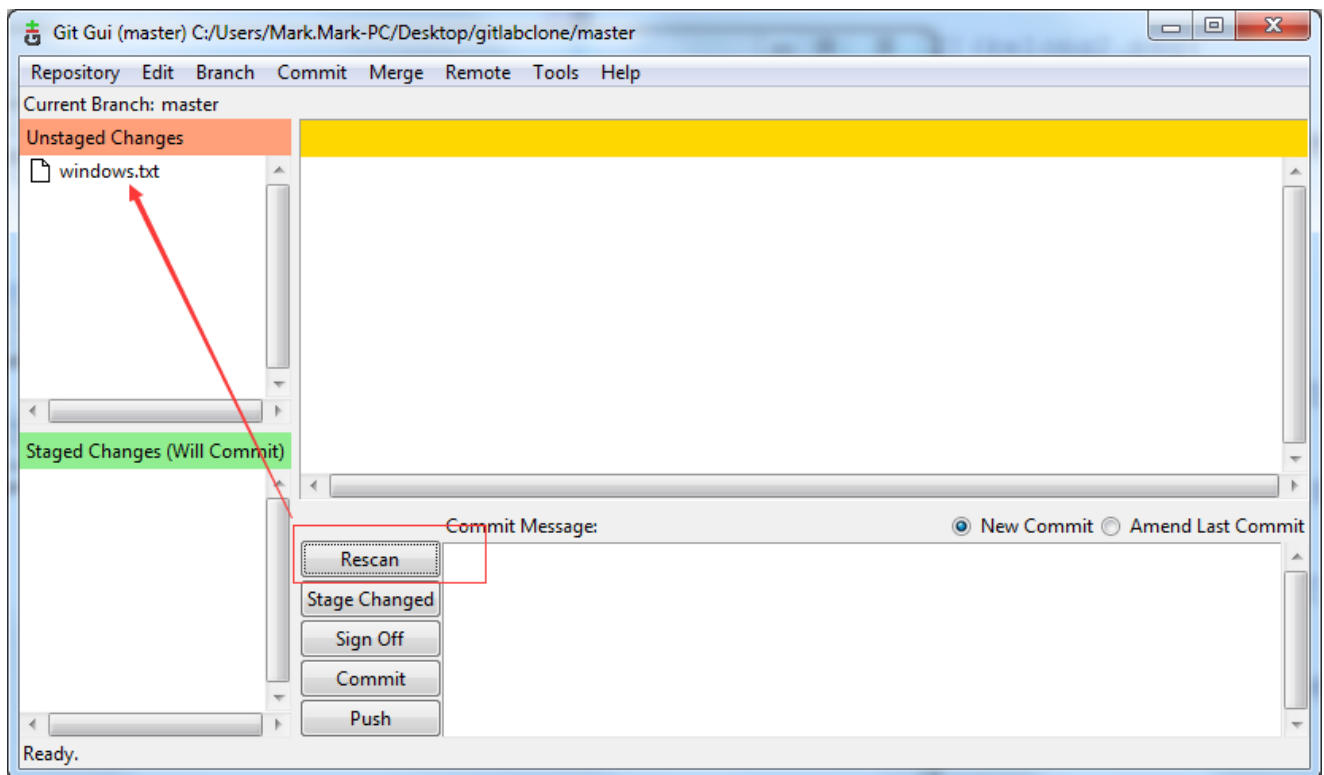 Git Gui (master) C:/Users/Mark.Mark-PC/Desktop/gitlabclone/master
Repository Edit Branch Commit Merge Remote Tools Help
Current Branch: master
Unstaged Changes
windows.txt
Staged Changes (Will Commit)
Commit Message:
New Commit
Amend Last Commit
Rescan
Stage Changed
Sign Off
Commit
Push
Ready.